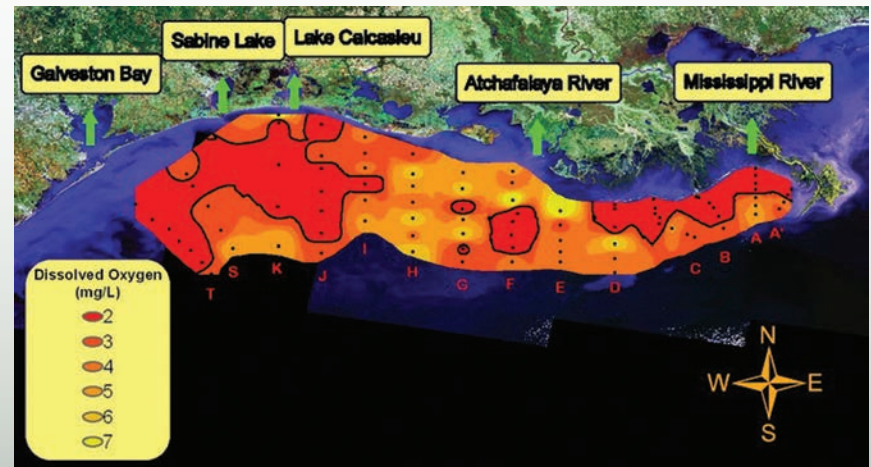 Sabine Lake
Lake Calcasieu
Galveston Bay
Atchafalaya River
Mississippi River
T
S
K
J
I
H
G
F
E
D
C
B
A
A'
Dissolved Oxygen
(mg/L)
2
3
4
5
6
7
N
W
E
S